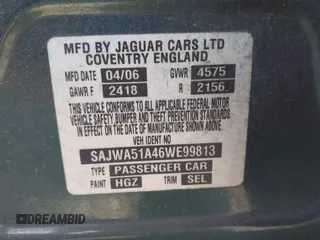 MFD BY JAGUAR CARS LTD
COVENTRY ENGLAND
MFD DATE 04/06 GVWR 4575
GAWR F 2418 R 2156
THIS VEHICLE CONFORMS TO ALL APPLICABLE FEDERAL MOTOR
VEHICLE SAFETY, BUMPER AND THEFT PREVENTION STANDARDS
IN EFFECT ON THE DATE OF MANUFACTURE SHOWN ABOVE
VEH IDENT NO
SAJWA51A46WE99813
TYPE PASSENGER CAR
PAINT HGZ TRIM SEL
DREAMBID